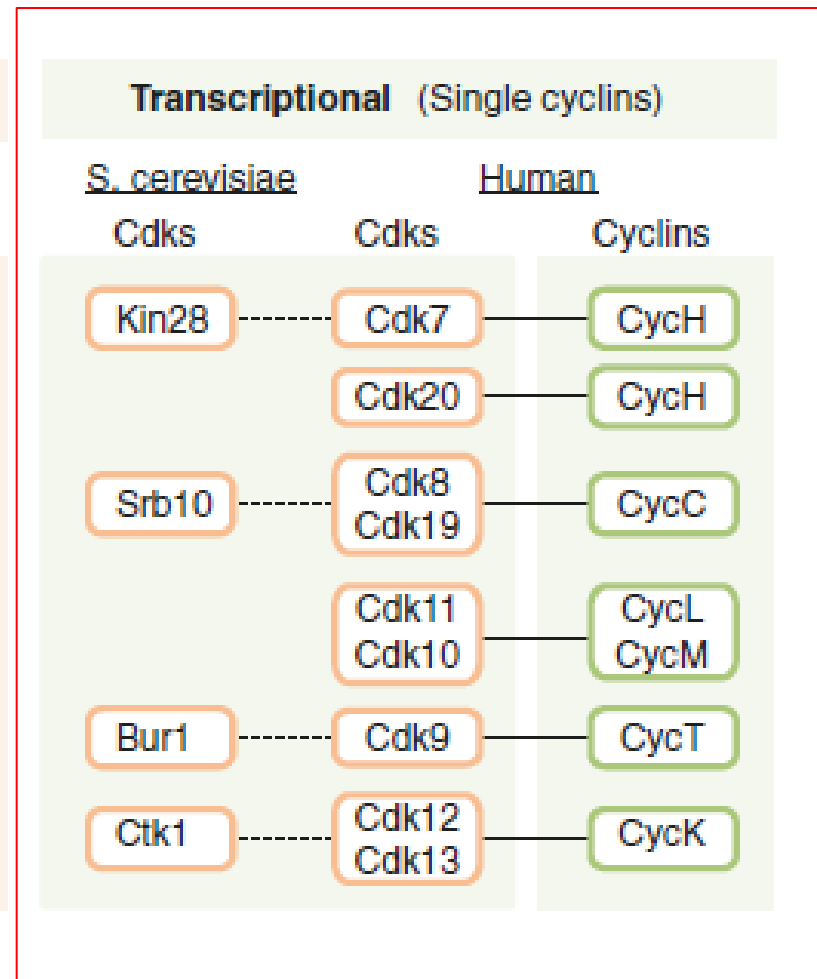 Transcriptional (Single cyclins)
S. cerevisiae Human
Cdks Cdks Cyclins
Kin28 Cdk7 CycH
Cdk20 CycH
Srb10 Cdk8 Cdk19 CycC
Cdk11 Cdk10 CycL CycM
Bur1 Cdk9 CycT
Ctk1 Cdk12 Cdk13 CycK